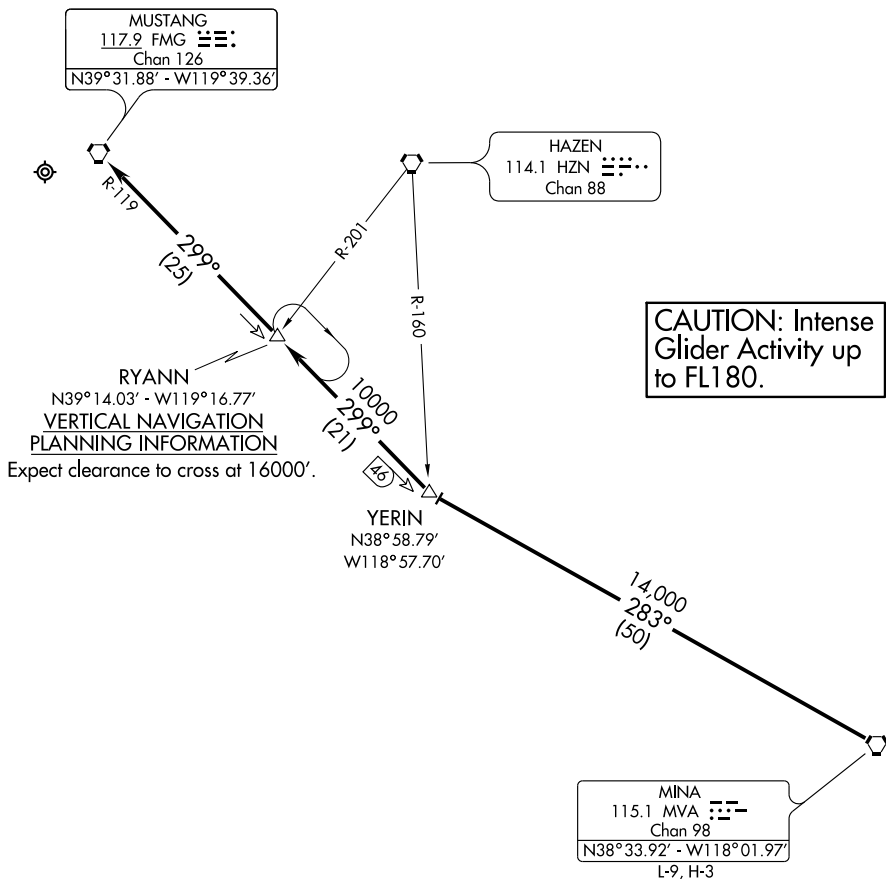 MUSTANG
117.9 FMG
Chan 126
N39°31.88' - W119°39.36'
HAZEN
114.1 HZN
Chan 88
R-119
299°
(25)
R-201
R-160
CAUTION: Intense
Glider Activity up
to FL180.
RYANN
N39°14.03' - W119°16.77'
VERTICAL NAVIGATION
PLANNING INFORMATION
Expect clearance to cross at 16000'.
10000
299°
(21)
46
YERIN
N38°58.79'
W118°57.70'
14,000
283°
(50)
MINA
115.1 MVA
Chan 98
N38°33.92' - W118°01.97'
L-9, H-3